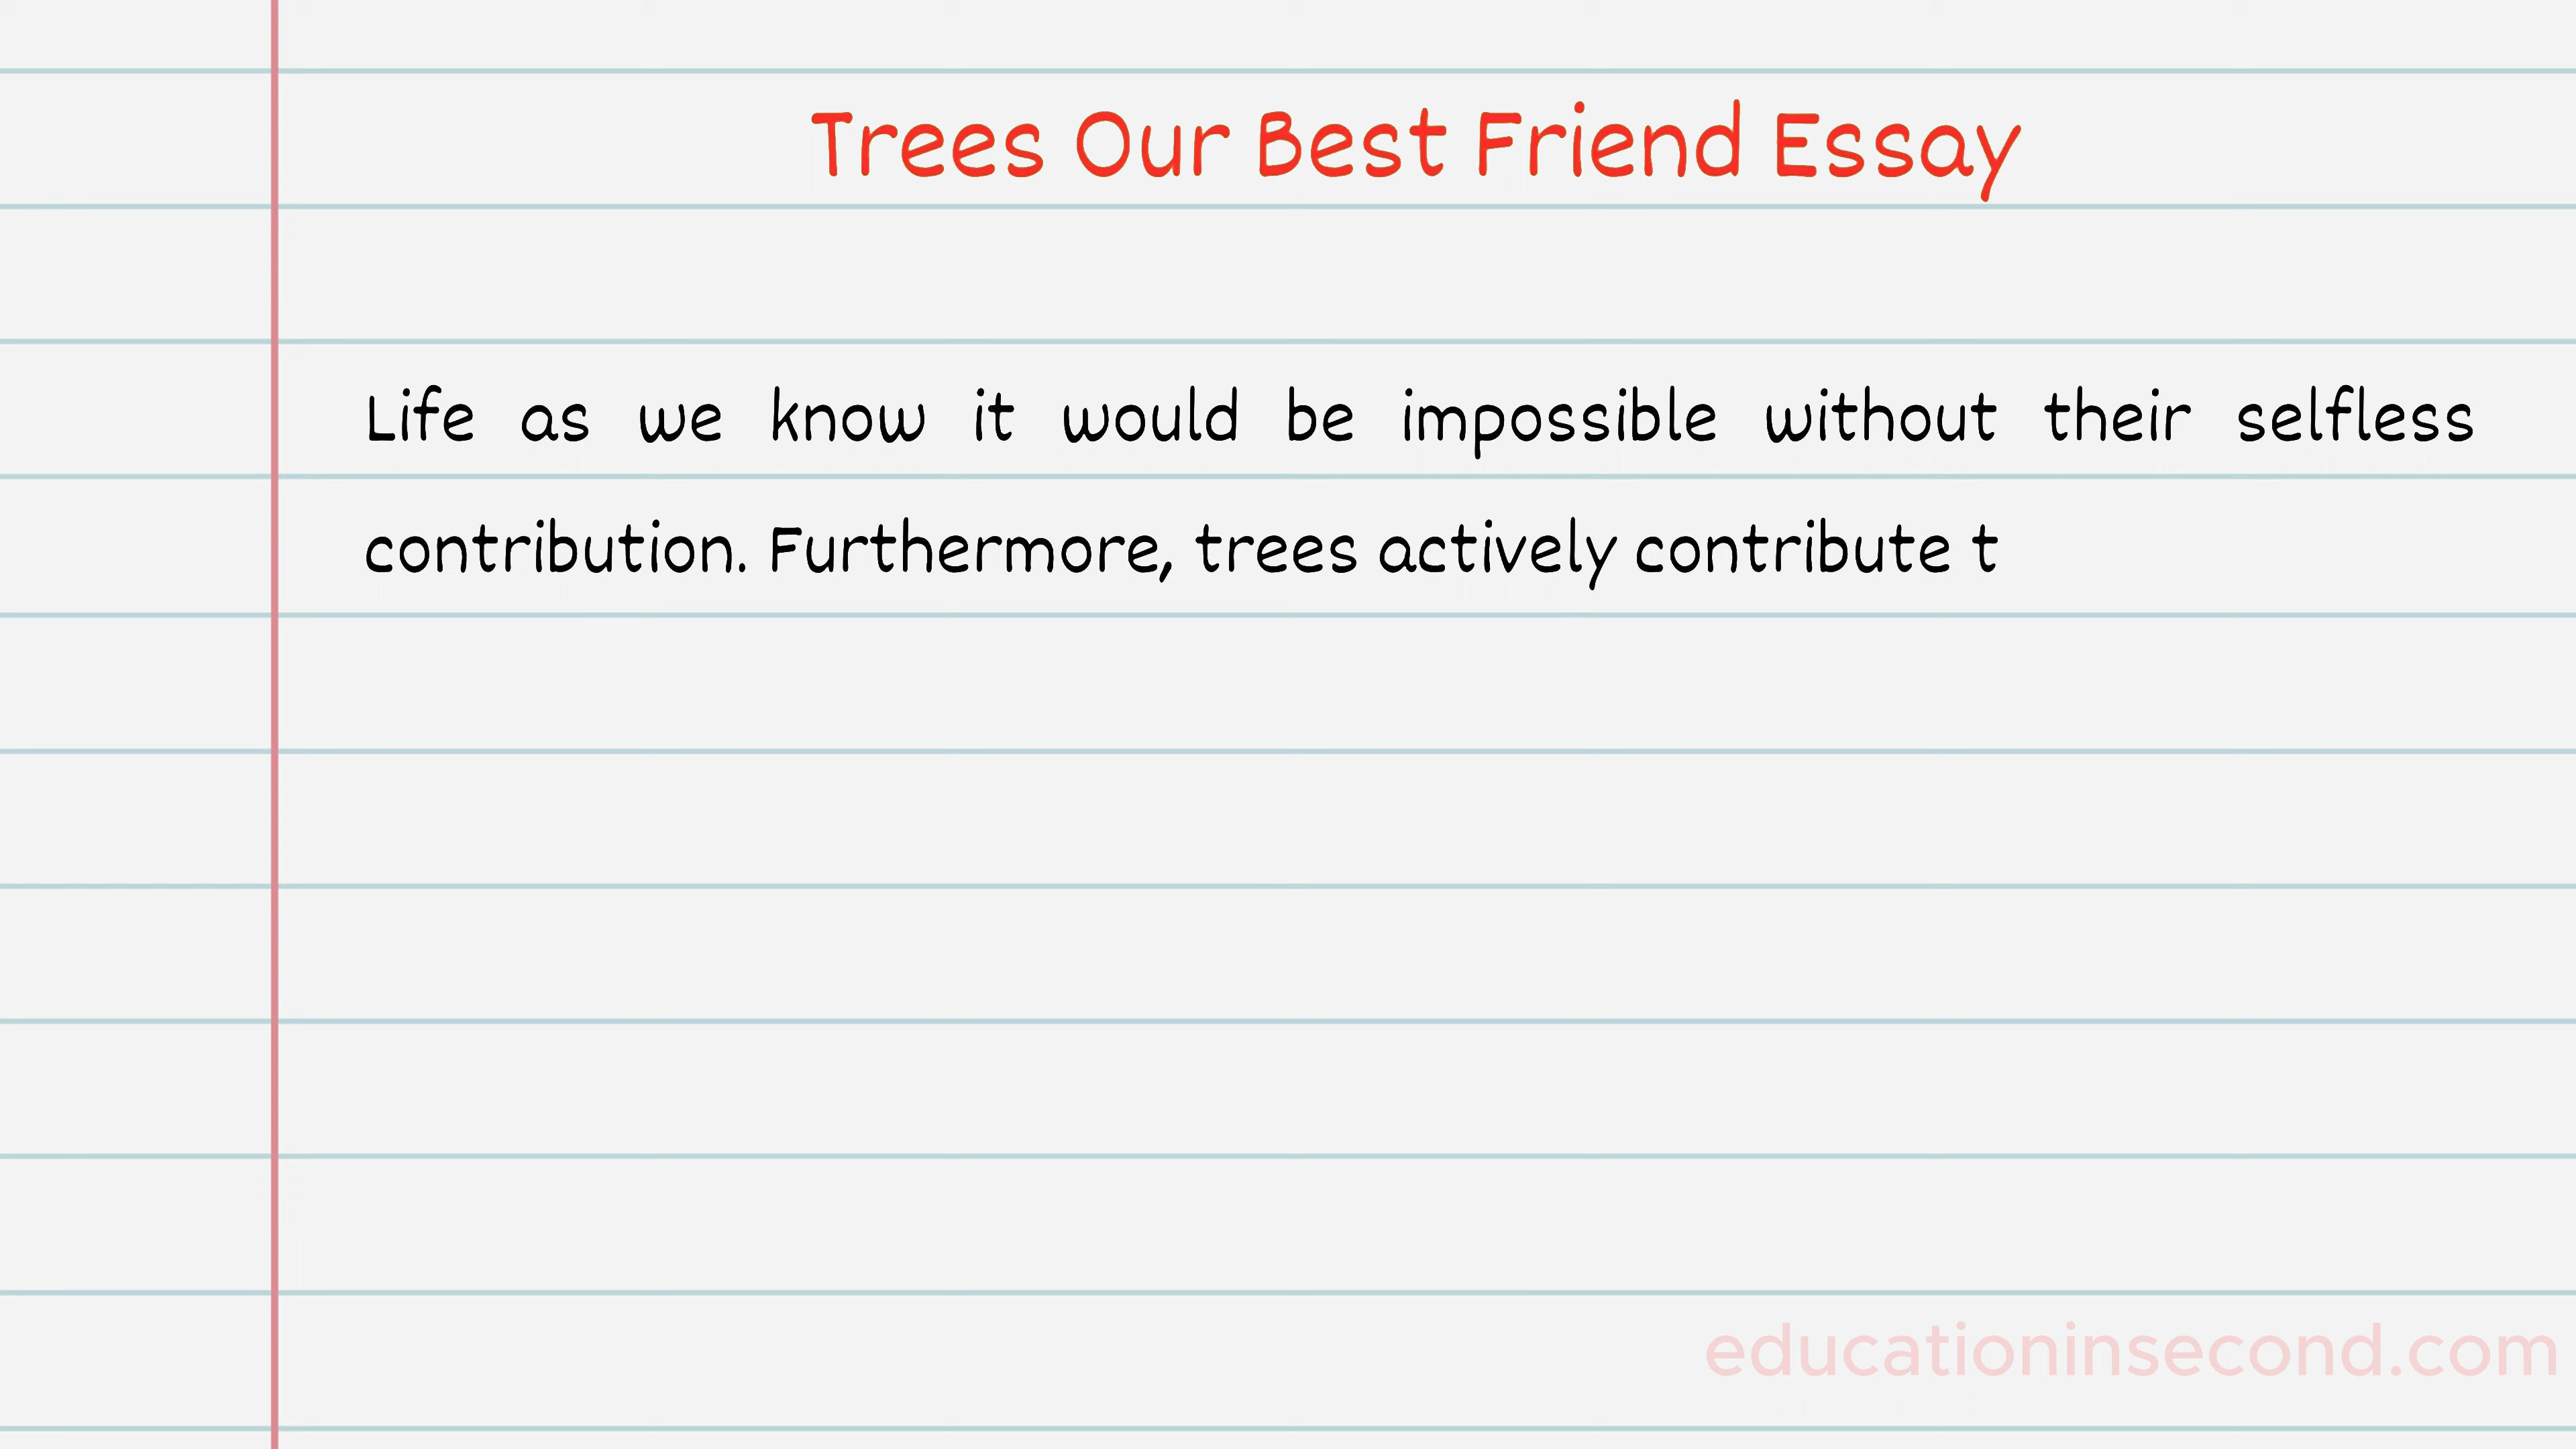 Trees Our Best Friend Essay
Life as we know it would be impossible without their selfless
contribution. Furthermore, trees actively contribute t
educationinsecond.com